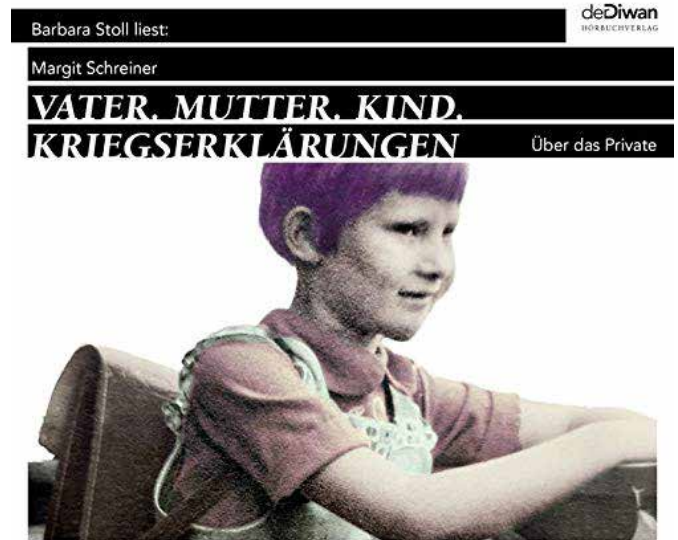 deDiwan
HÖRBUCHVERLAG
Barbara Stoll liest:
Margit Schreiner
VATER. MUTTER. KIND.
KRIEGSERKLÄRUNGEN
Über das Private